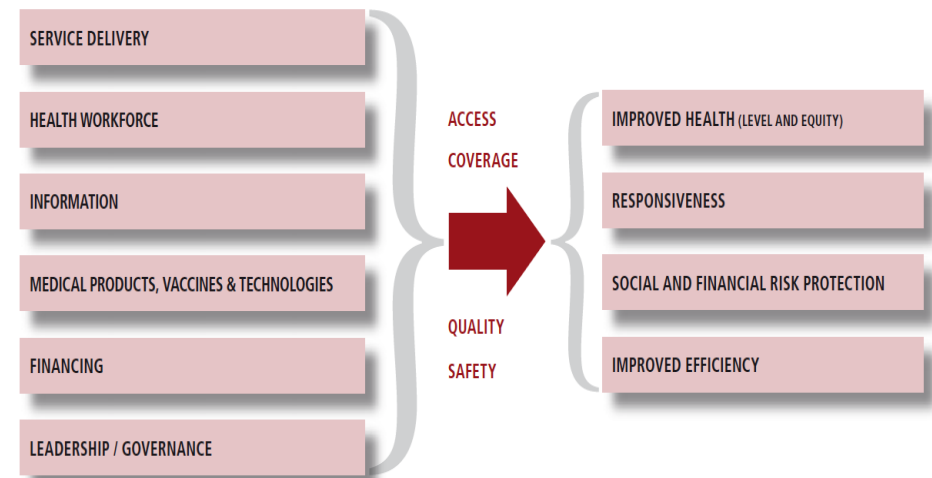 SERVICE DELIVERY
HEALTH WORKFORCE
INFORMATION
MEDICAL PRODUCTS, VACCINES & TECHNOLOGIES
FINANCING
LEADERSHIP / GOVERNANCE
ACCESS
COVERAGE
QUALITY
SAFETY
IMPROVED HEALTH (LEVEL AND EQUITY)
RESPONSIVENESS
SOCIAL AND FINANCIAL RISK PROTECTION
IMPROVED EFFICIENCY